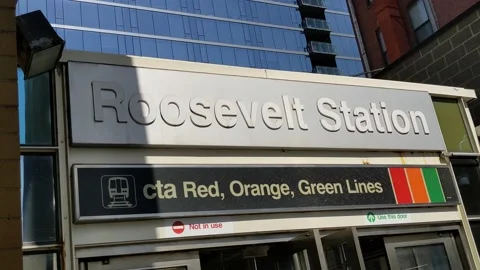 Roosevelt Station
cta Red, Orange, Green Lines
Not in use
use this door